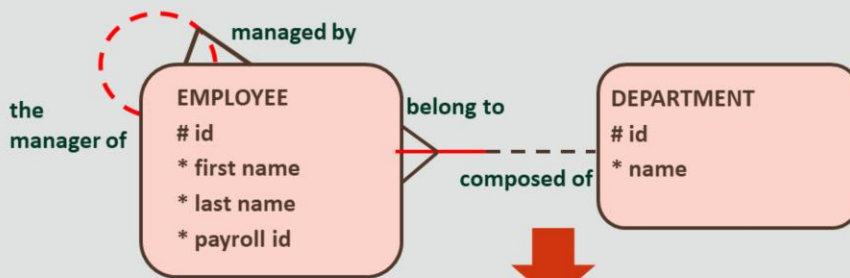 managed by
the
manager of
EMPLOYEE
# id
* first name
* last name
* payroll id
belong to
composed of
DEPARTMENT
# id
* name